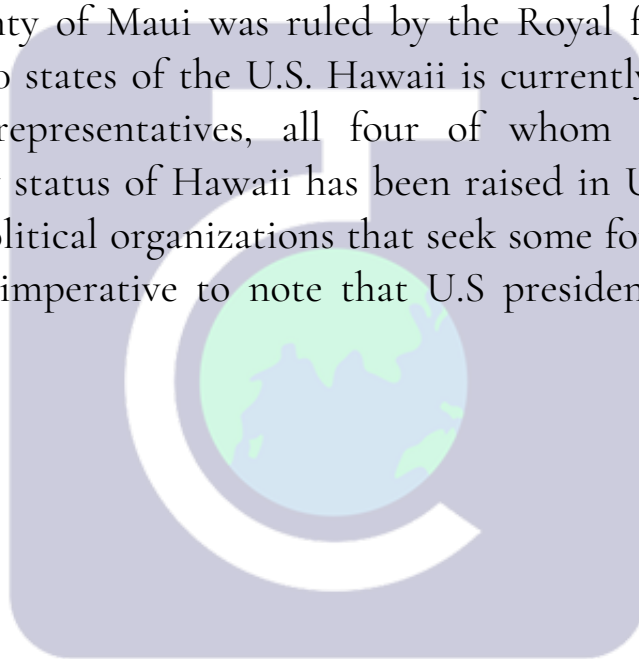 nty of Maui was ruled by the Royal f
o states of the U.S. Hawaii is currently
representatives, all four of whom
status of Hawaii has been raised in U
olitical organizations that seek some fo
imperative to note that U.S presiden